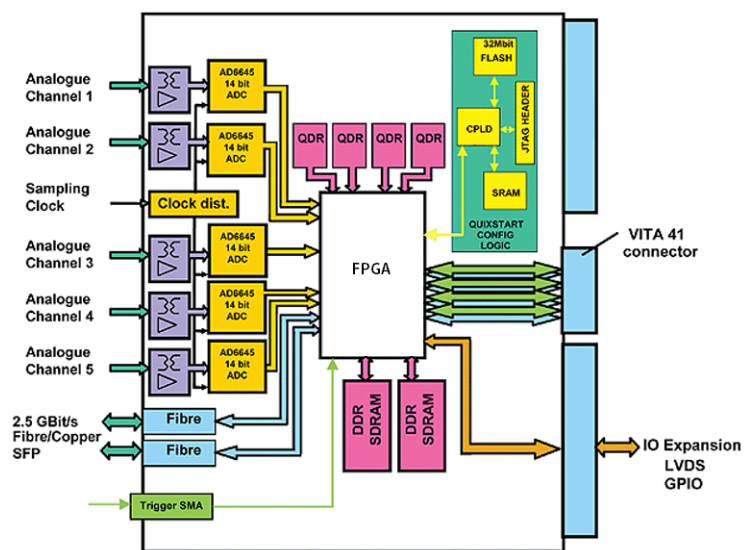 Analogue
Channel 1
AD6645
14 bit
ADC
Analogue
Channel 2
AD6645
14 bit
ADC
Sampling
Clock
Clock dist.
Analogue
Channel 3
AD6645
14 bit
ADC
Analogue
Channel 4
AD6645
14 bit
ADC
Analogue
Channel 5
AD6645
14 bit
ADC
2.5 GBit/s
Fibre/Copper
SFP
Fibre
Fibre
Trigger SMA
QDR
QDR
QDR
QDR
FPGA
DDR
SDRAM
DDR
SDRAM
32Mbit
FLASH
CPLD
JTAG HEADER
SRAM
QUIXSTART
CONFIG
LOGIC
VITA 41
connector
IO Expansion
LVDS
GPIO